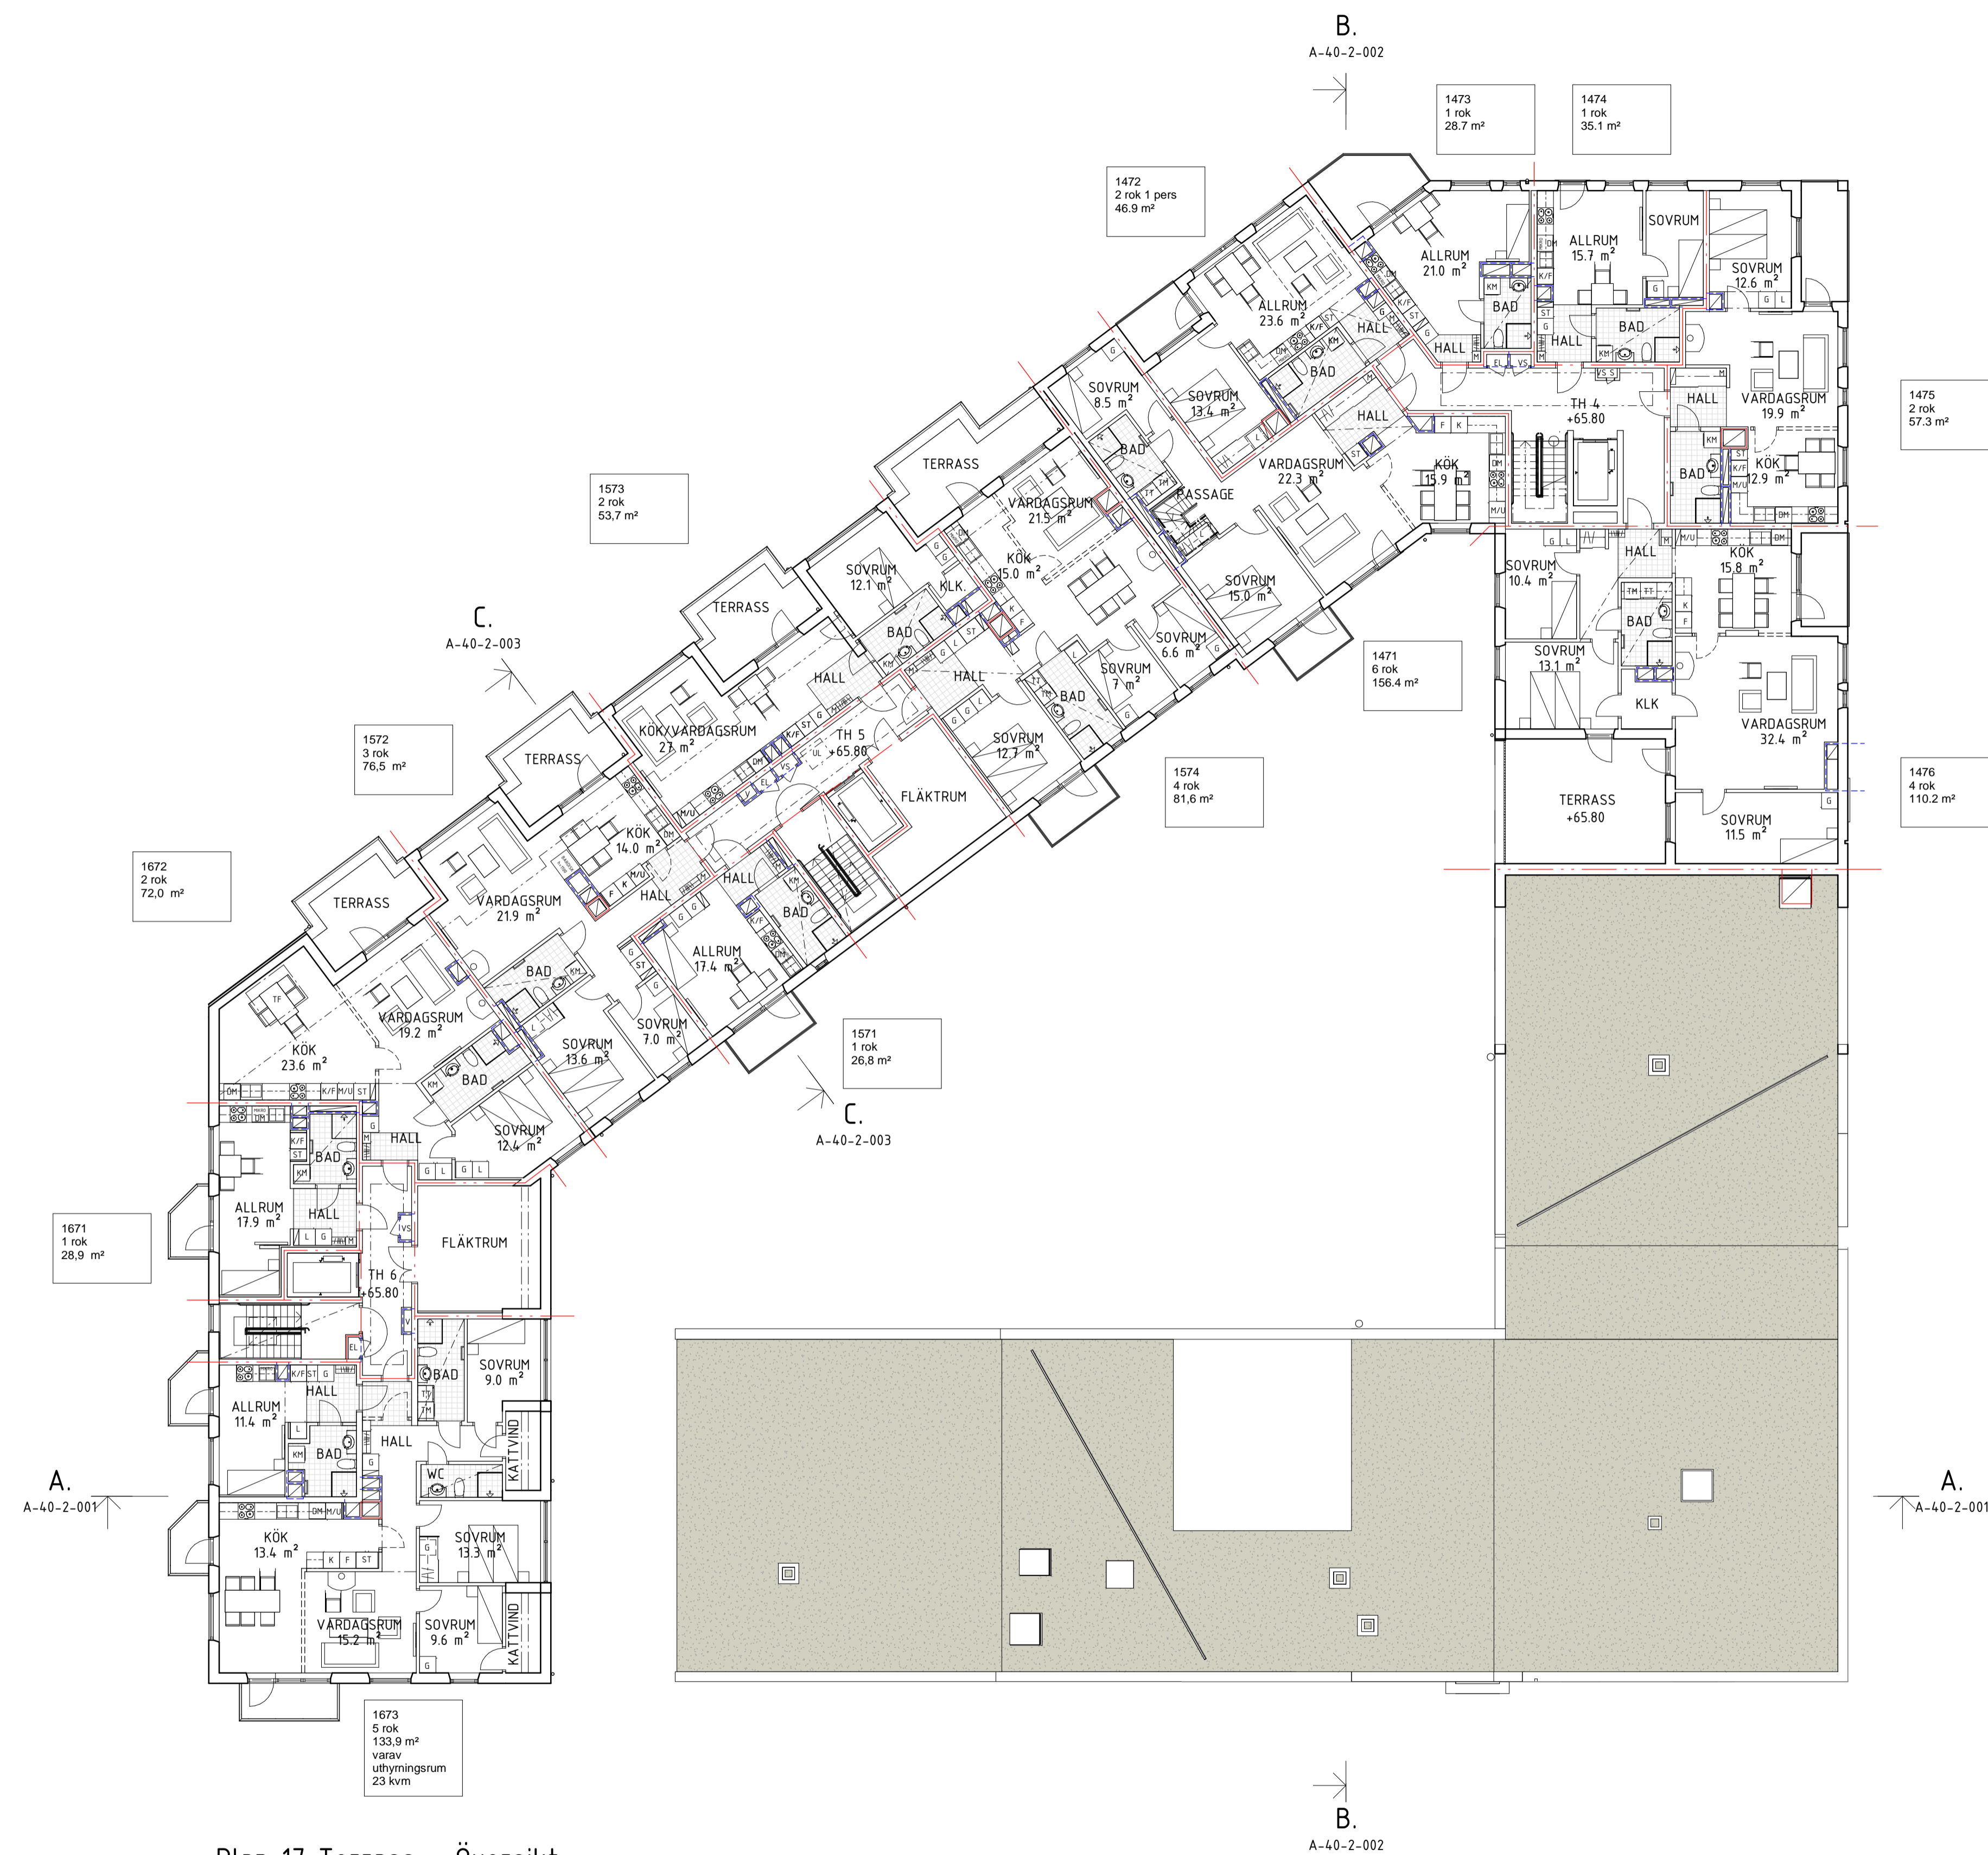 B.
A-40-2-002
1473
1 rok
28.7 m²
1474
1 rok
35.1 m²
1472
2 rok 1 pers
46.9 m²
ALLRUM
21.0 m²
ALLRUM
15.7 m²
SOVRUM
SOVRUM
12.6 m²
ALLRUM
23.6 m²
BAD
HALL
HALL
BAD
HALL
BAD
EL
VS
VS S
TH 4
+65.80
HALL
VARDAGSRUM
19.9 m²
1475
2 rok
57.3 m²
SOVRUM
8.5 m²
SOVRUM
13.4 m²
HALL
BAD
VARDAGSRUM
22.3 m²
KÖK
15.9 m²
BAD
KÖK
12.9 m²
PASSAGE
TERRASS
1573
2 rok
53,7 m²
VARDAGSRUM
21.5 m²
KÖK
15.0 m²
SOVRUM
12.1 m²
KLK.
BAD
SOVRUM
15.0 m²
SOVRUM
10.4 m²
HALL
KÖK
15.8 m²
BAD
SOVRUM
13.1 m²
KLK
VARDAGSRUM
32.4 m²
TERRASS
C.
A-40-2-003
SOVRUM
6.6 m²
SOVRUM
7 m²
1471
6 rok
156.4 m²
HALL
HALL
BAD
KÖK/VARDAGSRUM
27 m²
TH 5
+65.80
UL
SOVRUM
12.7 m²
1572
3 rok
76,5 m²
TERRASS
1574
4 rok
81,6 m²
1476
4 rok
110.2 m²
FLÄKTRUM
TERRASS
+65.80
SOVRUM
11.5 m²
KÖK
14.0 m²
1672
2 rok
72,0 m²
TERRASS
VARDAGSRUM
21.9 m²
HALL
HALL
BAD
ALLRUM
17.4 m²
BAD
TF
VARDAGSRUM
19.2 m²
KÖK
23.6 m²
SOVRUM
7.0 m²
SOVRUM
13.6 m²
1571
1 rok
26,8 m²
BAD
C.
A-40-2-003
SOVRUM
12.4 m²
HALL
BAD
1671
1 rok
28,9 m²
ALLRUM
17.9 m²
HALL
VS
FLÄKTRUM
TH 6
+65.80
V
EL
BAD
SOVRUM
9.0 m²
HALL
ALLRUM
11.4 m²
BAD
HALL
KATTVIND
WC
A.
A-40-2-001
A.
A-40-2-001
KÖK
13.4 m²
SOVRUM
13.3 m²
VARDAGSRUM
15.2 m²
SOVRUM
9.6 m²
KATTVIND
1673
5 rok
133,9 m²
varav
uthyrningsrum
23 kvm
B.
A-40-2-002